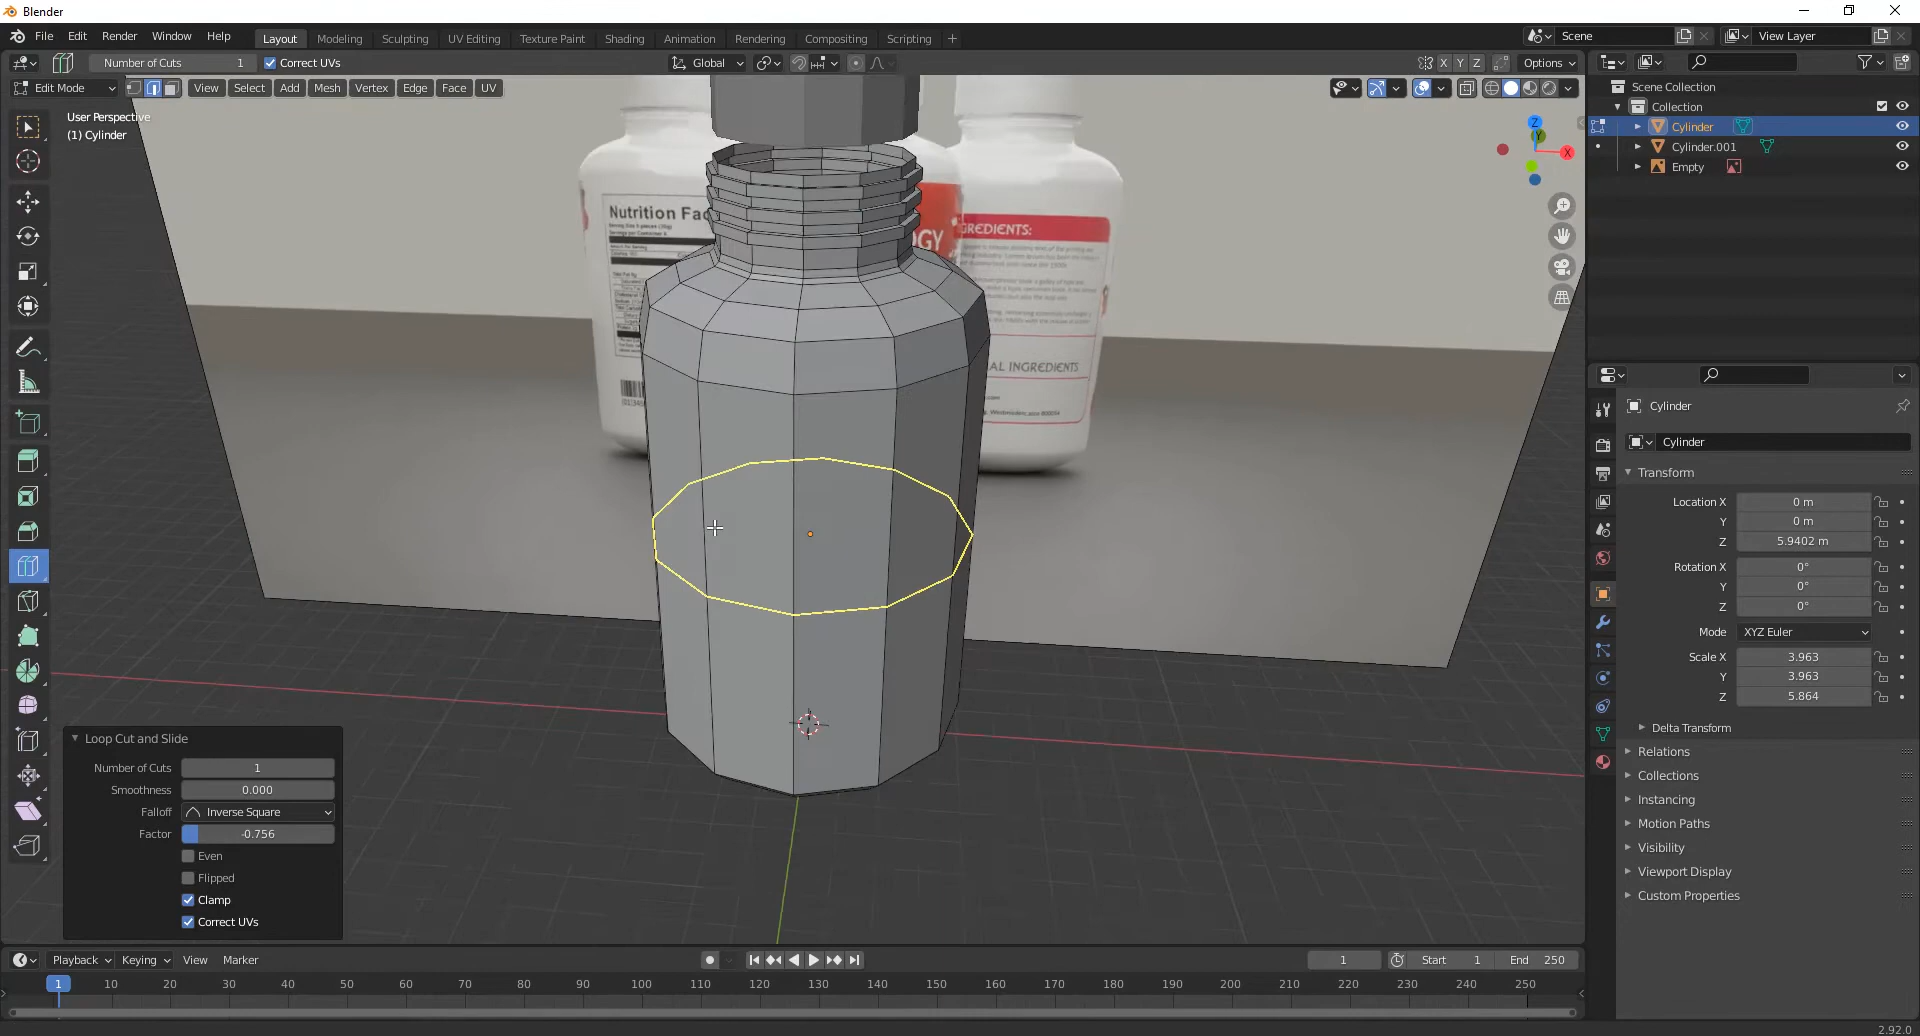 Blender
File Edit Render Window Help
Layout Modeling Sculpting UV Editing Texture Paint Shading Animation Rendering Compositing Scripting +
Scene
View Layer
Number of Cuts 1 Correct UVs
Global
X Y Z
Options
Edit Mode View Select Add Mesh Vertex Edge Face UV
User Perspective
(1) Cylinder
Scene Collection
Collection
Cylinder
Cylinder.001
Empty
Z
Y
X
Nutrition Fac
OGY
GREDIENTS:
AL INGREDIENTS
Cylinder
Cylinder
Transform
Location X 0 m
Y 0 m
Z 5.9402 m
Rotation X 0°
Y 0°
Z 0°
Mode XYZ Euler
Scale X 3.963
Y 3.963
Z 5.864
Delta Transform
Relations
Collections
Instancing
Motion Paths
Visibility
Viewport Display
Custom Properties
Loop Cut and Slide
Number of Cuts 1
Smoothness 0.000
Falloff Inverse Square
Factor -0.756
Even
Flipped
Clamp
Correct UVs
Playback Keying View Marker
1 Start 1 End 250
1 10 20 30 40 50 60 70 80 90 100 110 120 130 140 150 160 170 180 190 200 210 220 230 240 250
2.92.0